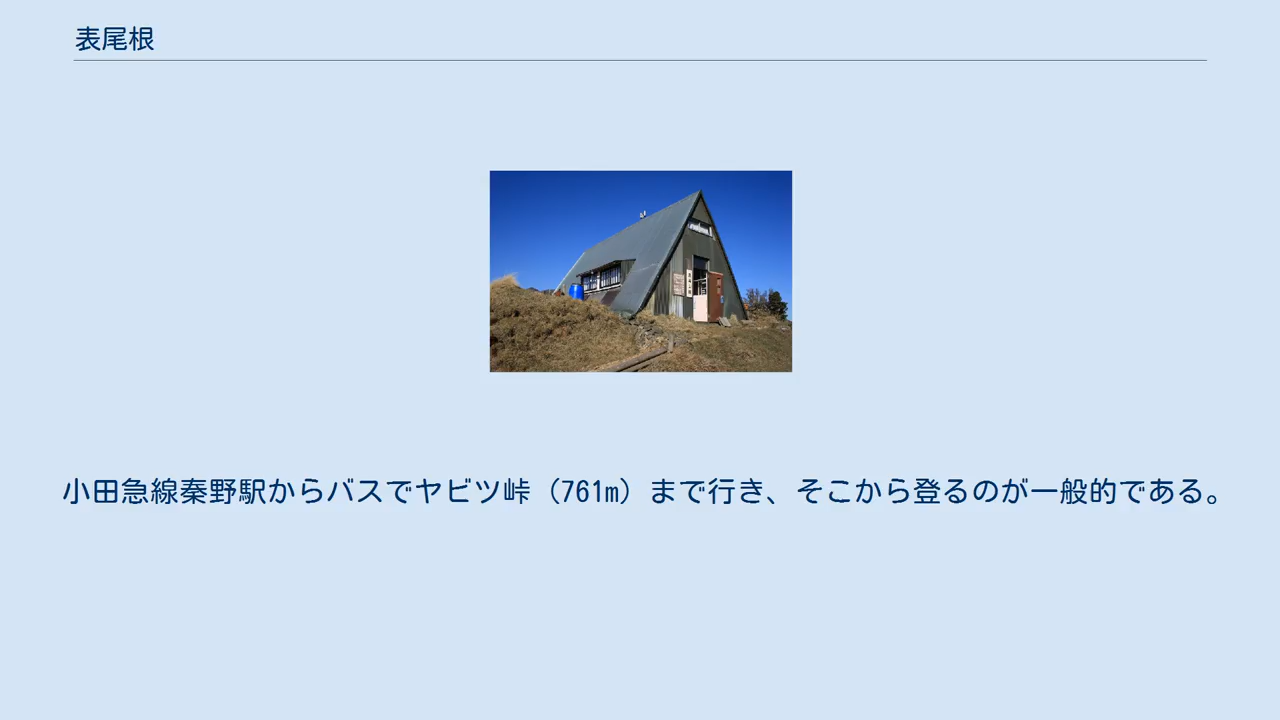 表尾根
小田急線秦野駅からバスでヤビツ峠（761m）まで行き、そこから登るのが一般的である。